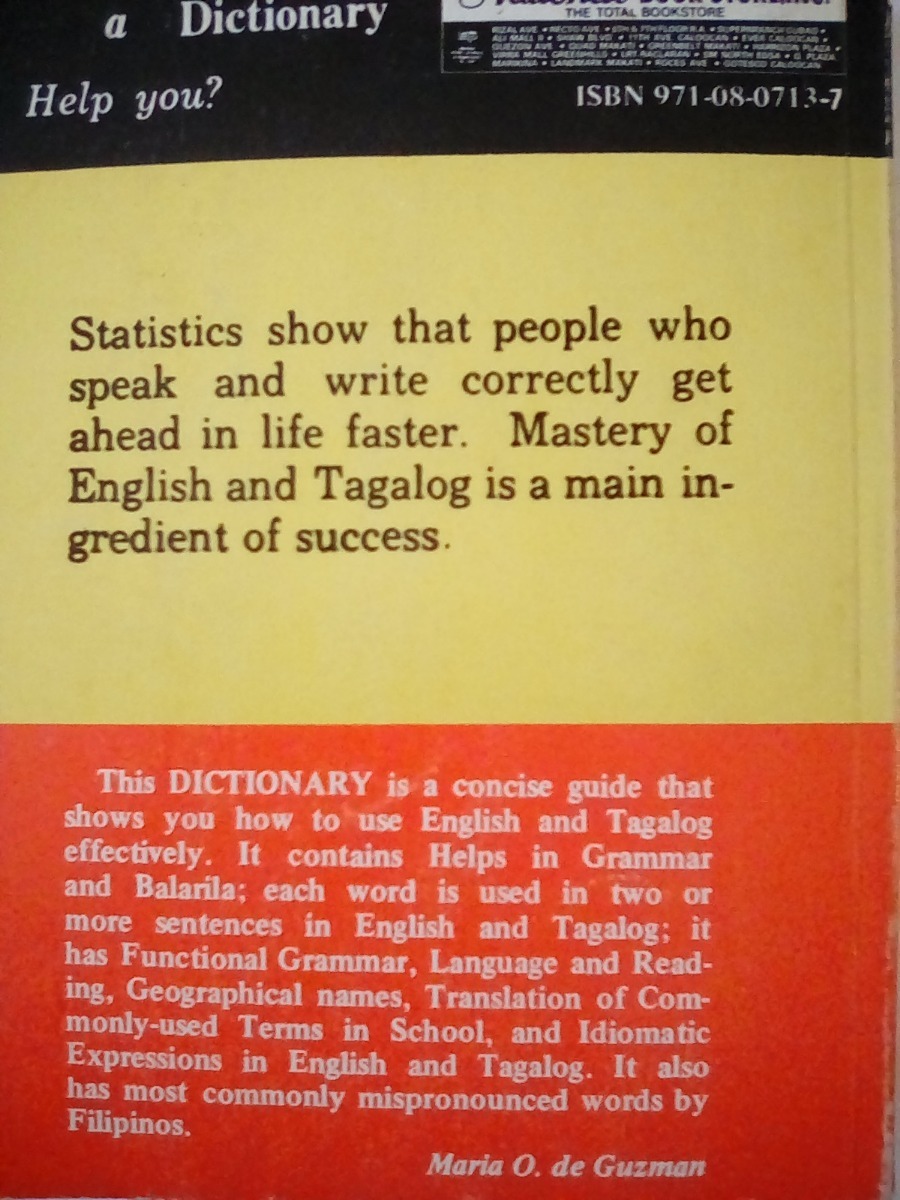 a Dictionary
Help you?
THE TOTAL BOOKSTORE
ISBN 971-08-0713-7
Statistics show that people who
speak and write correctly get
ahead in life faster. Mastery of
English and Tagalog is a main in-
gredient of success.
This DICTIONARY is a concise guide that
shows you how to use English and Tagalog
effectively. It contains Helps in Grammar
and Balarila; each word is used in two or
more sentences in English and Tagalog; it
has Functional Grammar, Language and Read-
ing, Geographical names, Translation of Com-
monly-used Terms in School, and Idiomatic
Expressions in English and Tagalog. It also
has most commonly mispronounced words by
Filipinos.
Maria O. de Guzman